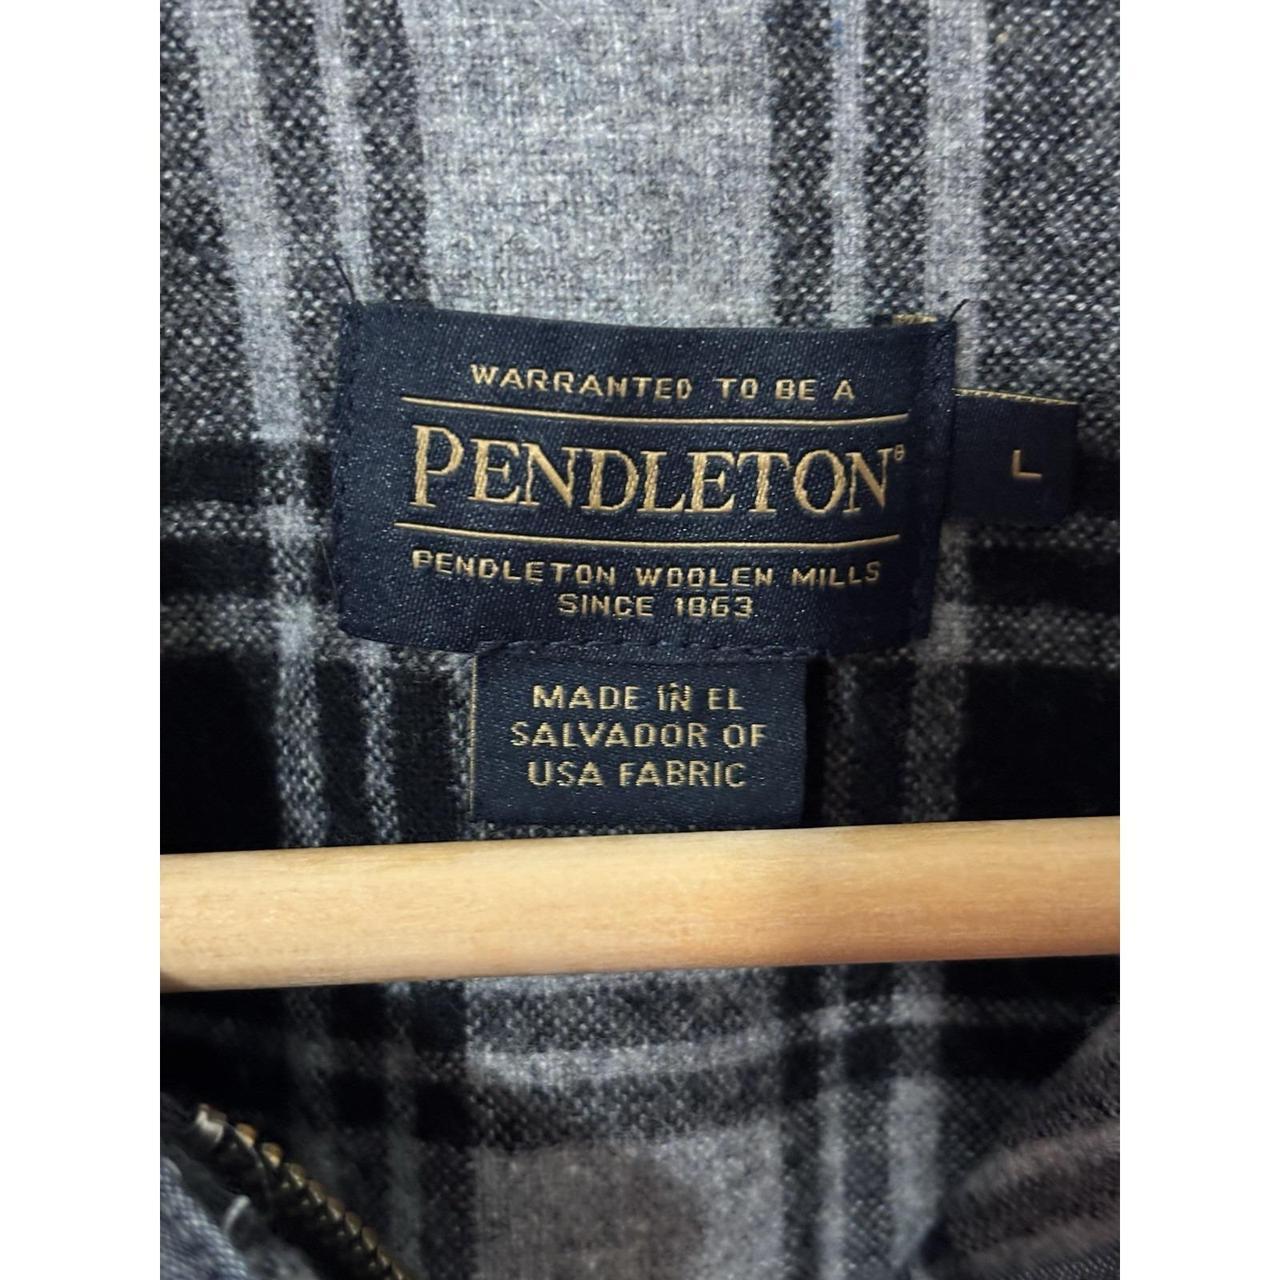 WARRANTED TO BE A
PENDLETON®
L
PENDLETON WOOLEN MILLS
SINCE 1863
MADE IN EL
SALVADOR OF
USA FABRIC